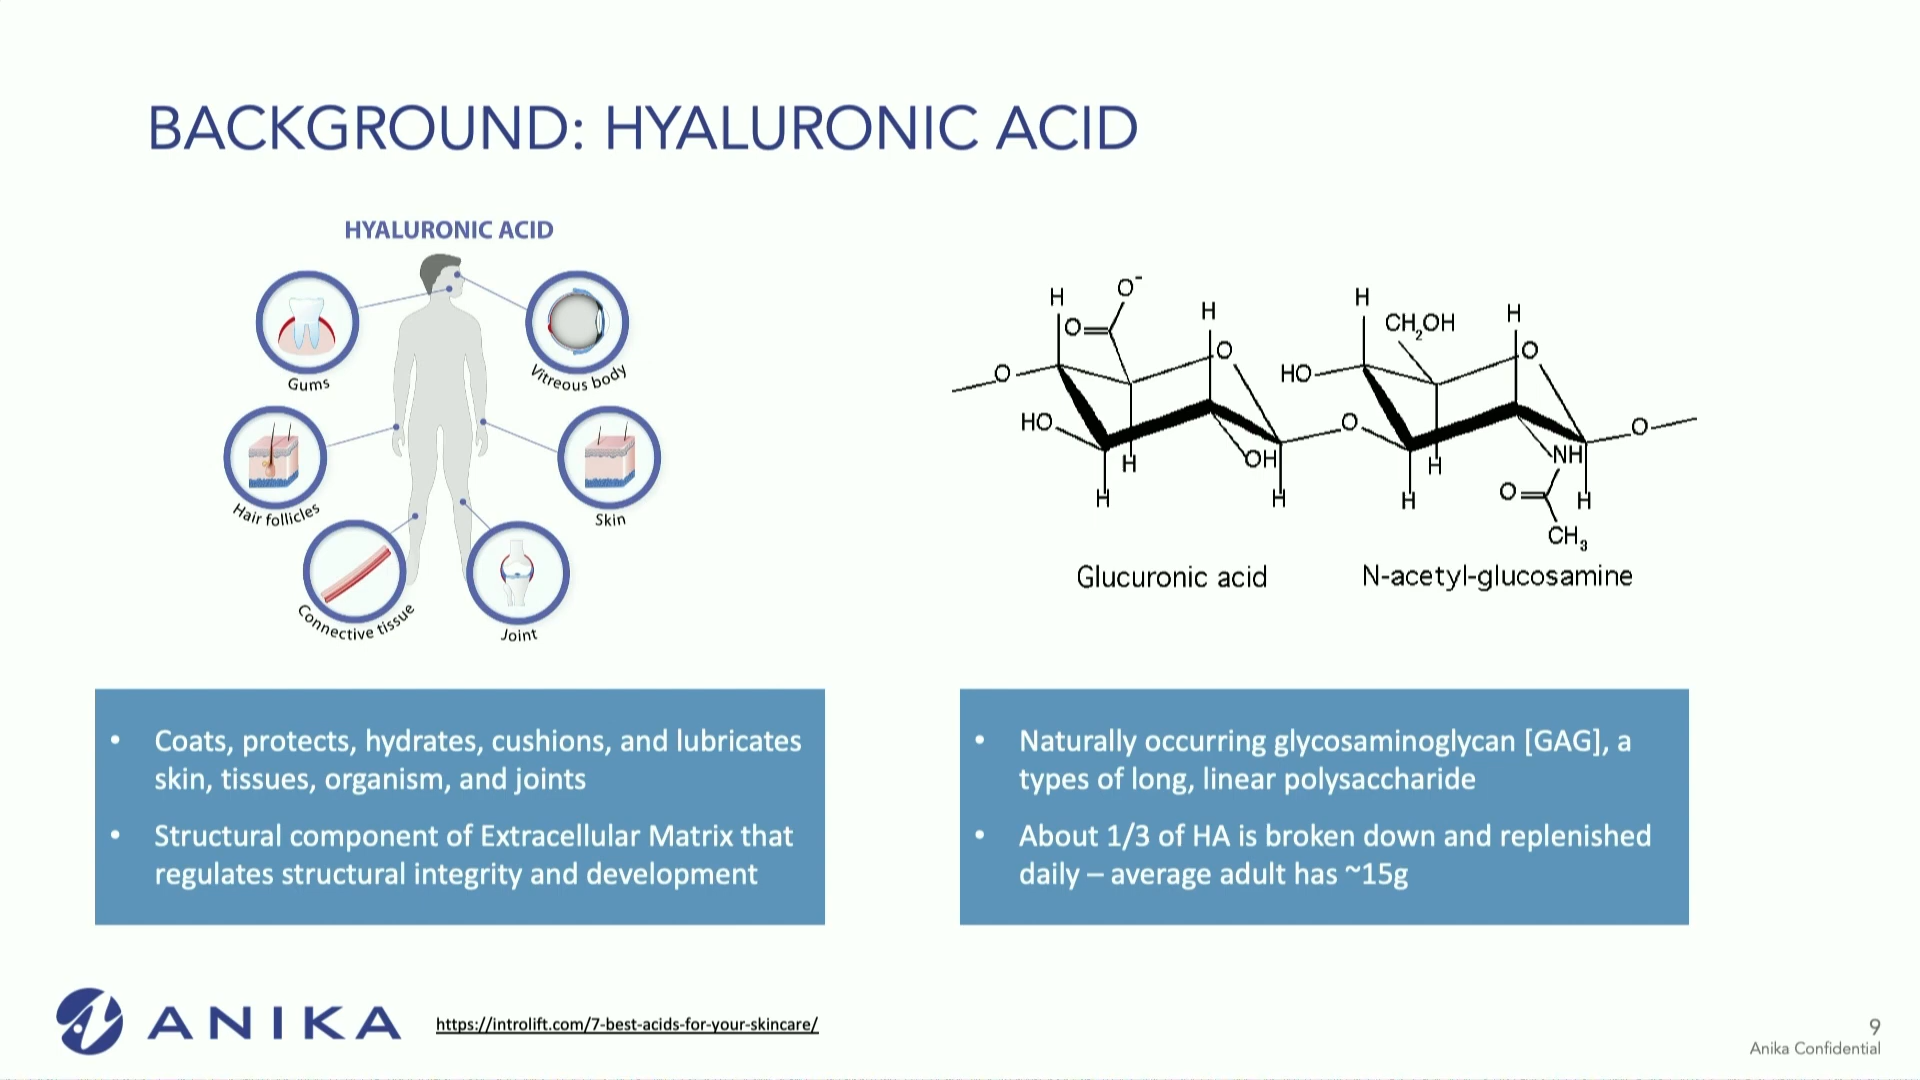 BACKGROUND: HYALURONIC ACID
HYALURONIC ACID
Gums
Vitreous body
Hair follicles
Skin
Connective tissue
Joint
H
O-
O
H
H
CH2OH
H
O
O
O
HO
HO
O
O
H
OH
H
NH
H
H
H
O
H
CH3
Glucuronic acid
N-acetyl-glucosamine
• Coats, protects, hydrates, cushions, and lubricates
skin, tissues, organism, and joints
• Structural component of Extracellular Matrix that
regulates structural integrity and development
• Naturally occurring glycosaminoglycan [GAG], a
types of long, linear polysaccharide
• About 1/3 of HA is broken down and replenished
daily – average adult has ~15g
ANIKA
https://introlift.com/7-best-acids-for-your-skincare/
9
Anika Confidential